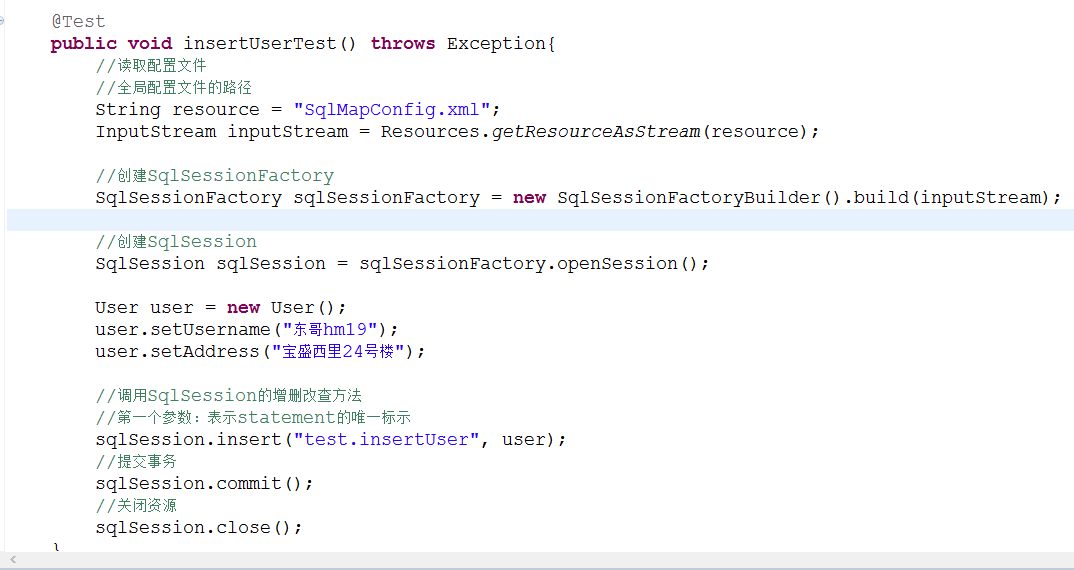 @Test
public void insertUserTest() throws Exception{
//读取配置文件
//全局配置文件的路径
String resource = "SqlMapConfig.xml";
InputStream inputStream = Resources.getResourceAsStream(resource);
//创建SqlSessionFactory
SqlSessionFactory sqlSessionFactory = new SqlSessionFactoryBuilder().build(inputStream);
//创建SqlSession
SqlSession sqlSession = sqlSessionFactory.openSession();
User user = new User();
user.setUsername("东哥hm19");
user.setAddress("宝盛西里24号楼");
//调用SqlSession的增删改查方法
//第一个参数：表示statement的唯一标示
sqlSession.insert("test.insertUser", user);
//提交事务
sqlSession.commit();
//关闭资源
sqlSession.close();
}